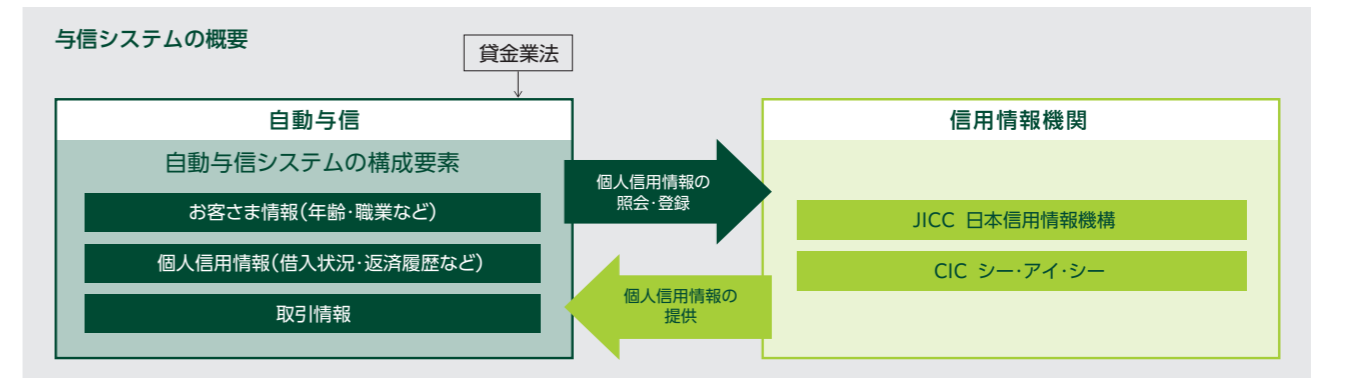 与信システムの概要
貸金業法
自動与信
自動与信システムの構成要素
お客さま情報(年齢・職業など)
個人信用情報(借入状況・返済履歴など)
取引情報
個人信用情報の
照会・登録
個人信用情報の
提供
信用情報機関
JICC 日本信用情報機構
CIC シー・アイ・シー